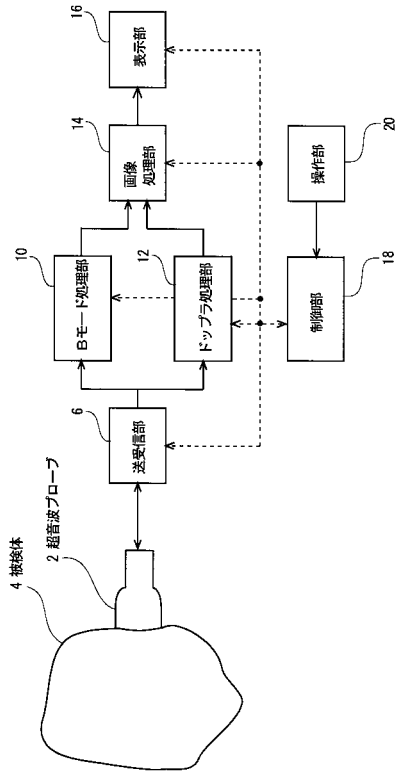 4 被検体
2 超音波プローブ
6
送受信部
10
Bモード処理部
12
ドップラ処理部
14
画像
処理部
16
表示部
18
制御部
20
操作部